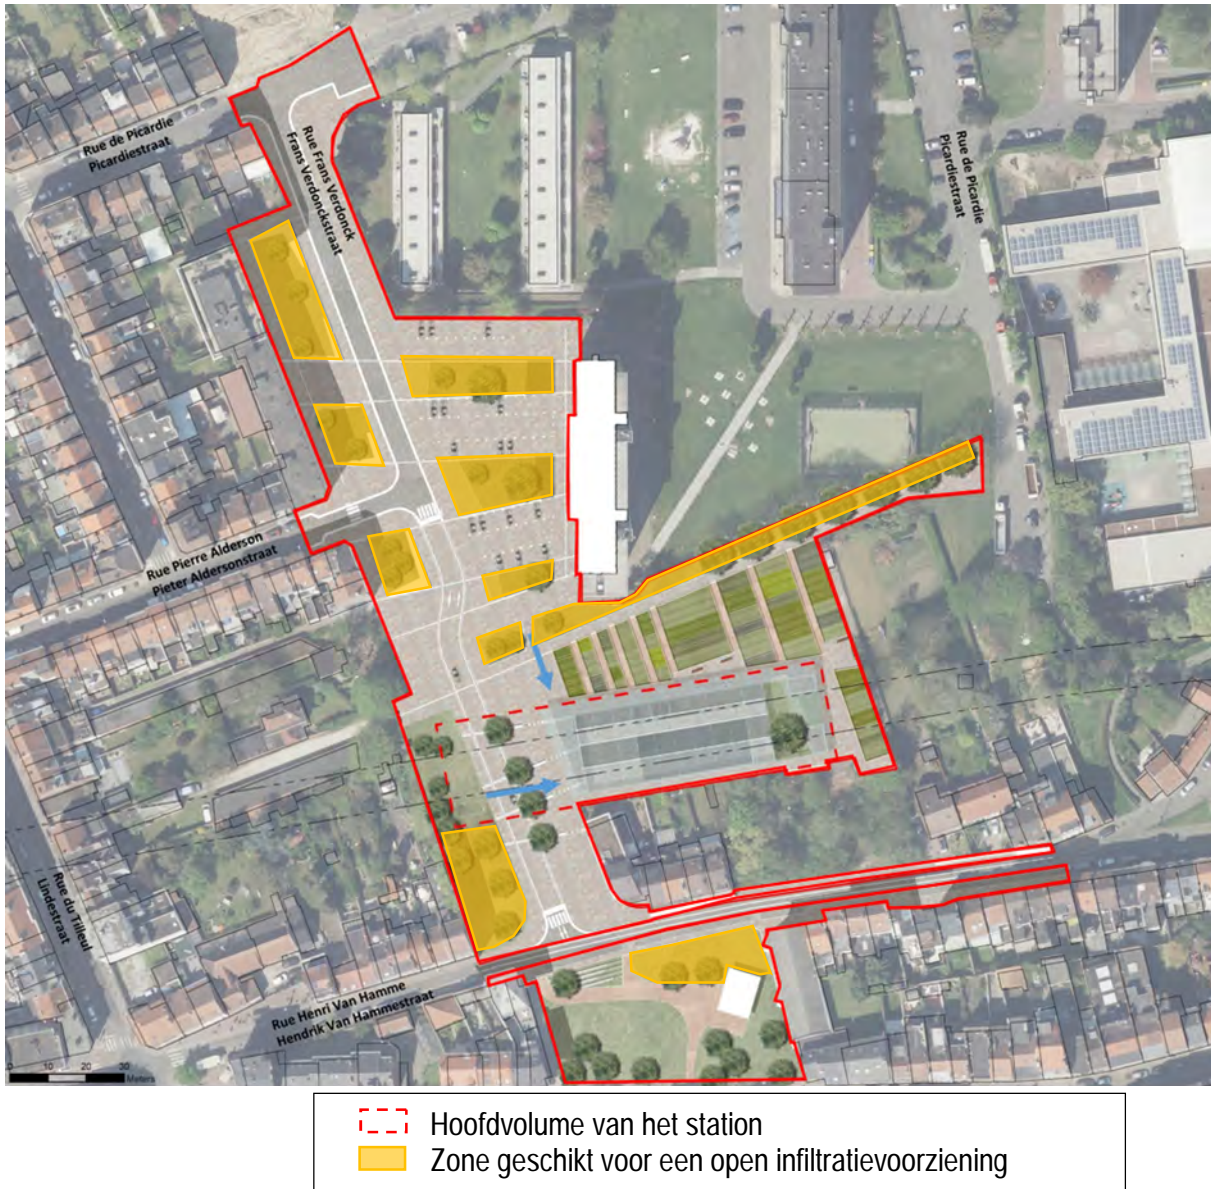 Rue de Picardie
Picardiestraat
Rue Frans Verdonck
Frans Verdonckstraat
Rue de Picardie
Picardiestraat
Rue Pierre Alderson
Pieter Aldersonstraat
Rue du Tilleul
Lindestraat
Rue Henri Van Hamme
Hendrik Van Hammestraat
0 10 20 30
Meters
Hoofdvolume van het station
Zone geschikt voor een open infiltratievoorziening